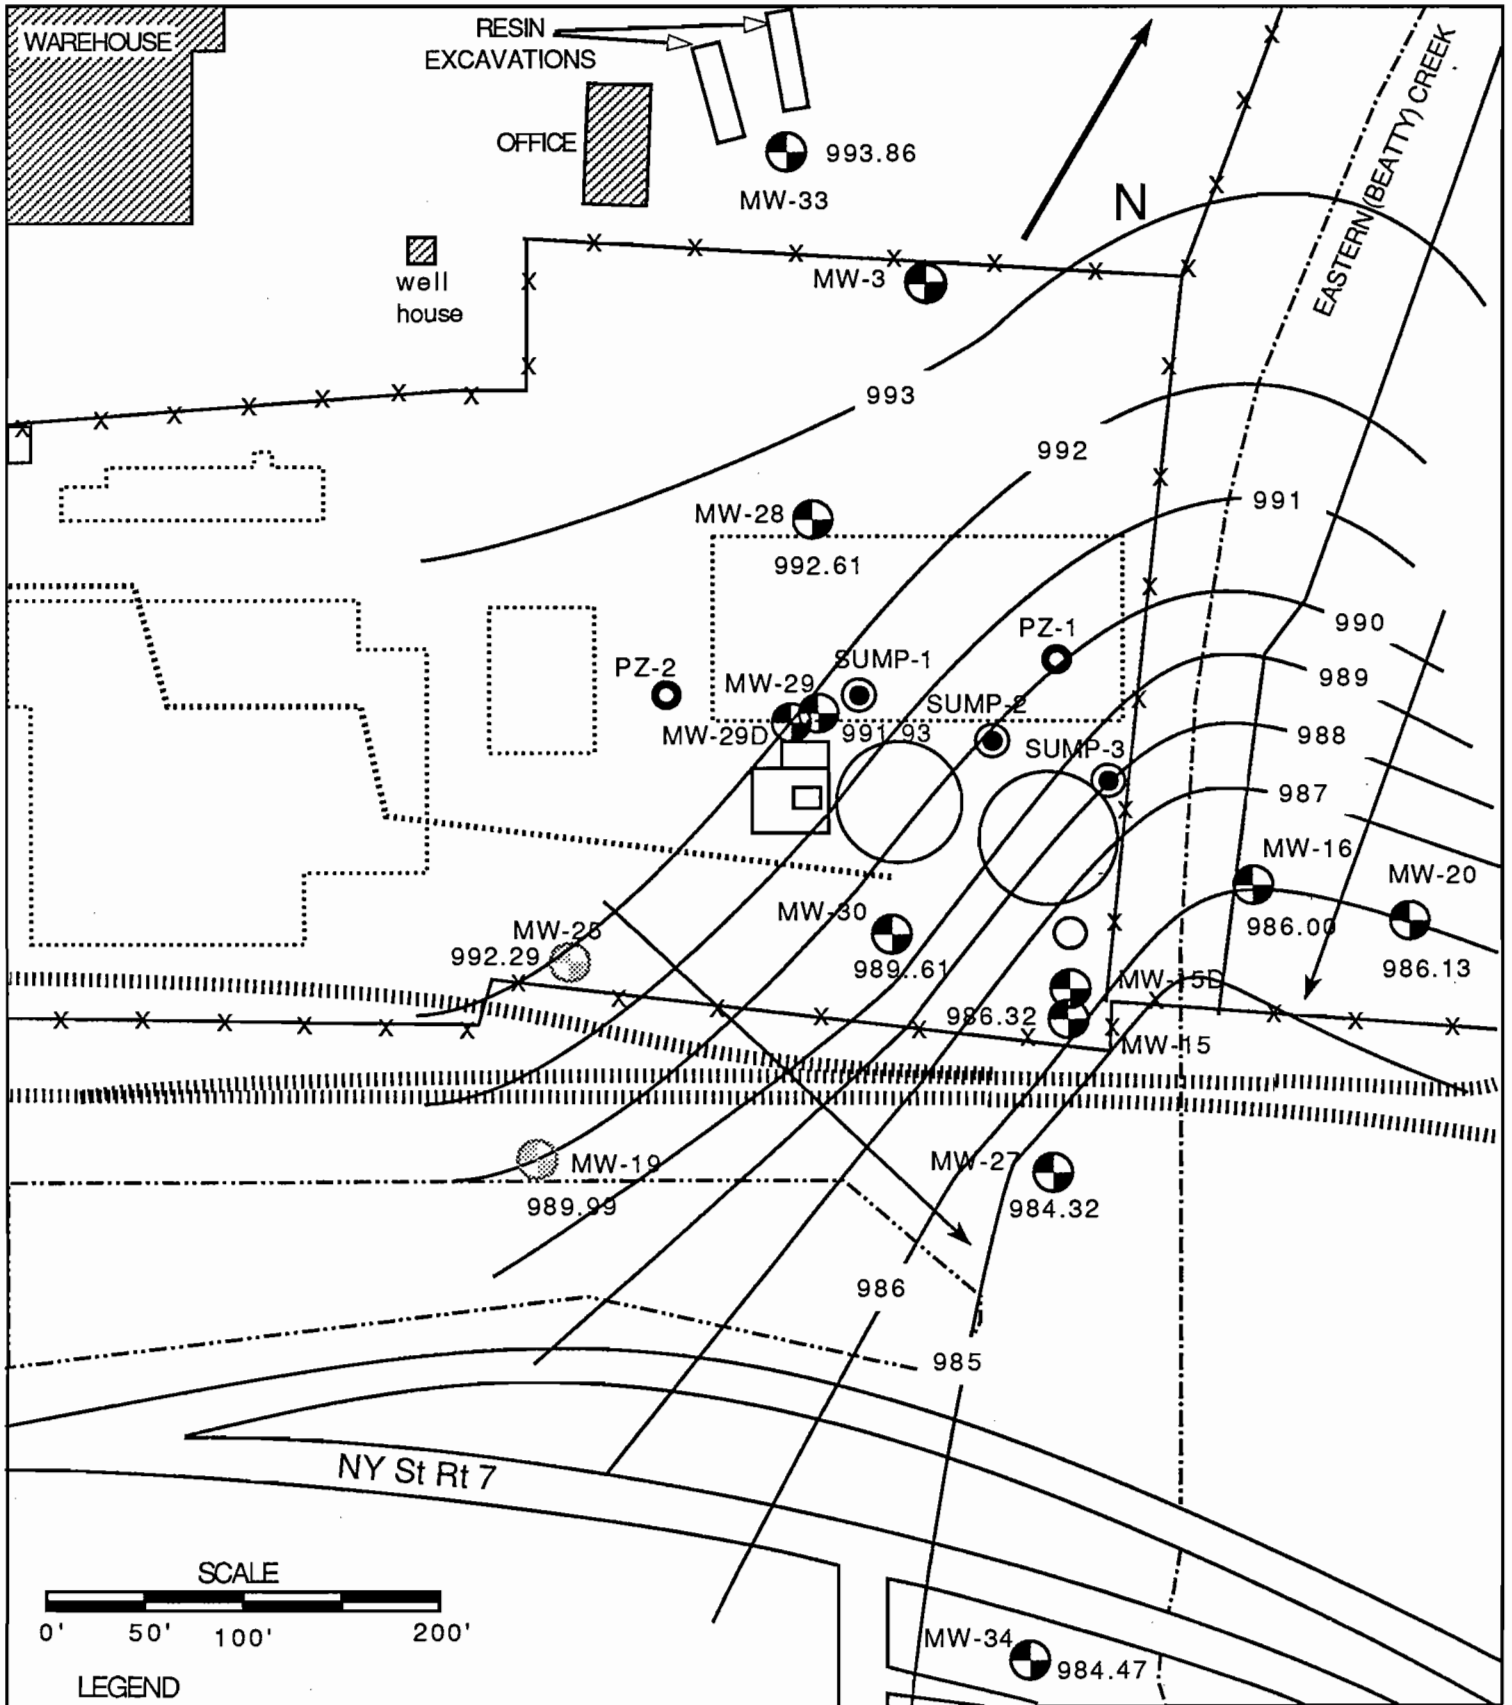 WAREHOUSE
RESIN
EXCAVATIONS
OFFICE
993.86
MW-33
N
EASTERN (BEATTY) CREEK
well
house
MW-3
993
992
991
MW-28
992.61
PZ-1
990
PZ-2
SUMP-1
989
MW-29
SUMP-2
MW-29D
991.93
SUMP-3
988
987
MW-16
MW-20
MW-30
986.00
MW-25
992.29
989.61
986.13
MW-15D
986.32
MW-15
MW-27
MW-19
989.99
984.32
986
985
NY St Rt 7
SCALE
0' 50' 100' 200'
MW-34
984.47
LEGEND